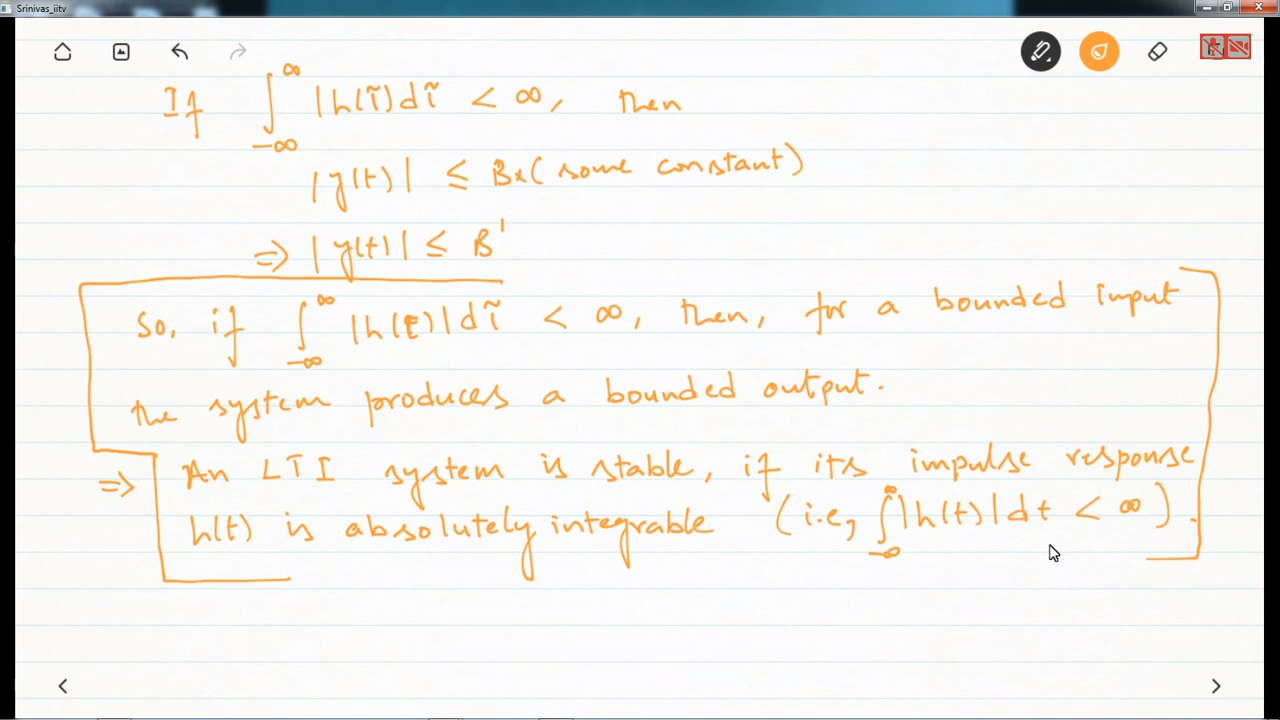 Srinivas_iitv
If ∫_{-∞}^{∞} |h(τ̃)dτ̃ < ∞, then
|y(t)| ≤ Bx(some constant)
⇒ |y(t)| ≤ B'
So, if ∫_{-∞}^{∞} |h(τ)|dτ̃ < ∞, then, for a bounded input
the system produces a bounded output.
⇒ An LTI system is stable, if its impulse response
h(t) is absolutely integrable (i.e, ∫_{-∞}^{∞}|h(t)|dt < ∞).